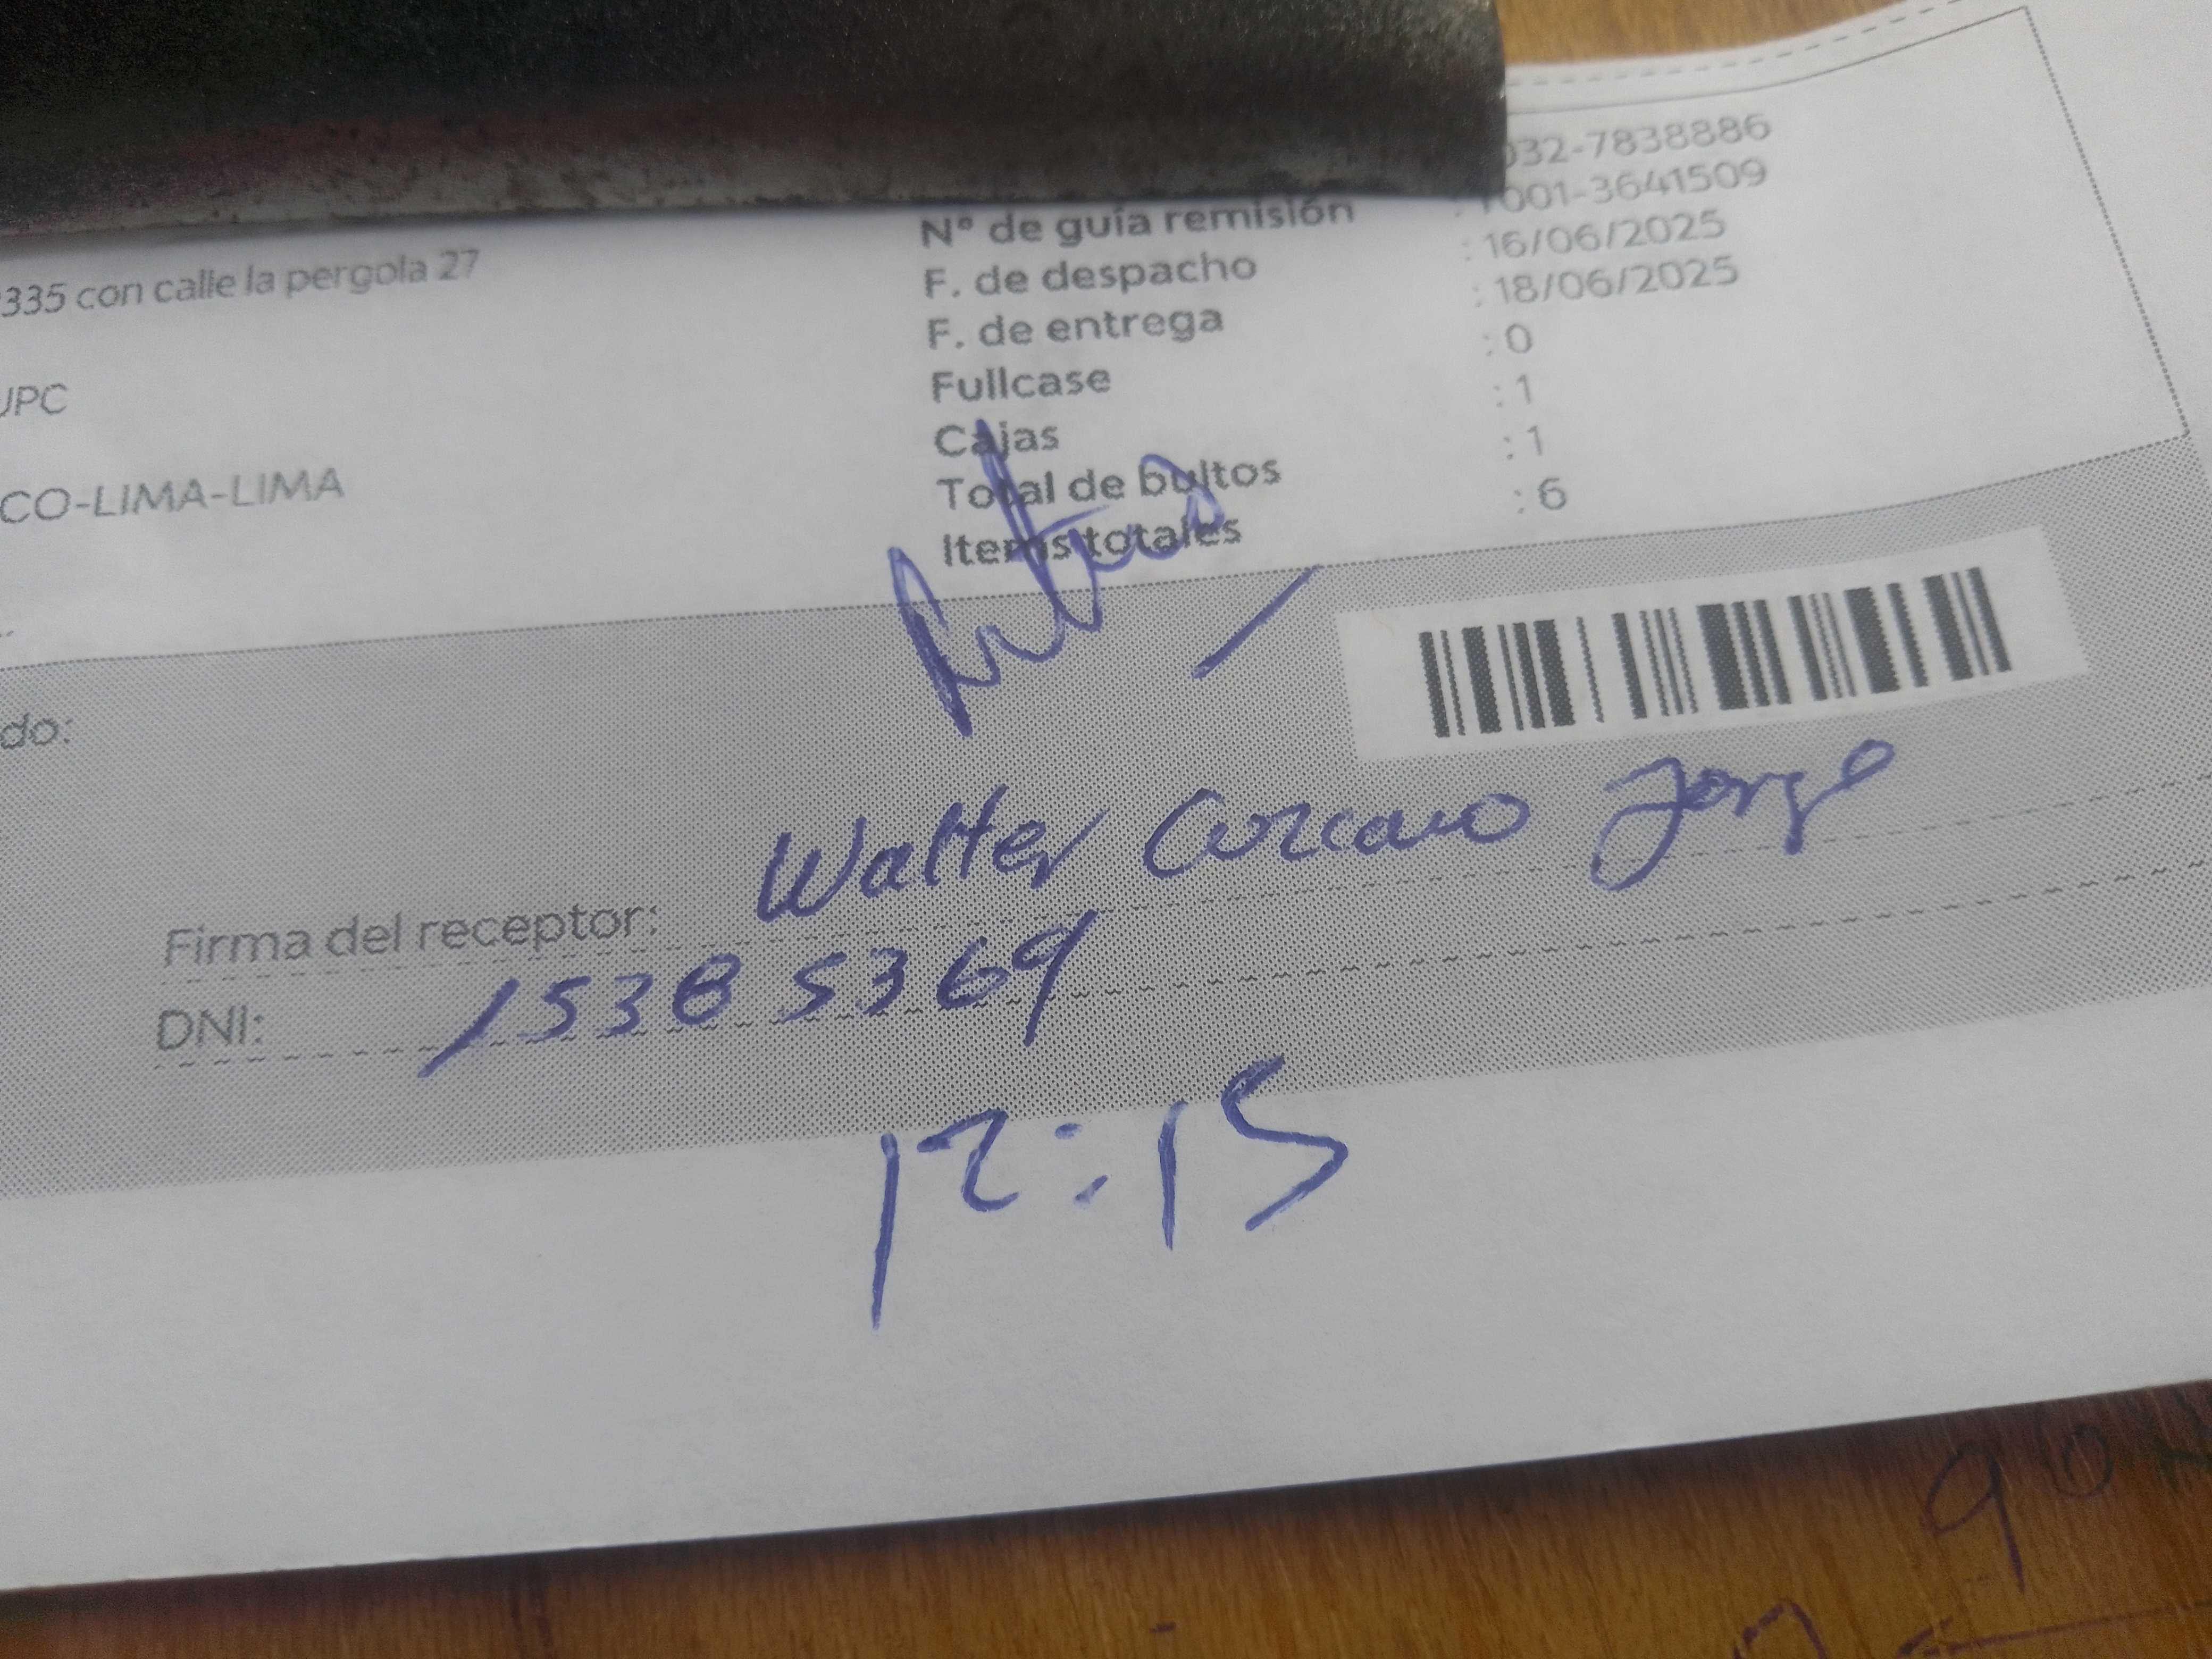 032-7838886
N° de guía remisión : T001-3641509
F. de despacho : 16/06/2025
F. de entrega : 18/06/2025
Fullcase : 0
Cajas : 1
Total de bultos : 1
Items totales : 6
335 con calle la pergola 27
UPC
CO-LIMA-LIMA
do:
Firma del receptor: Walter Cuzcano Jorge
DNI: 15385369
12:15